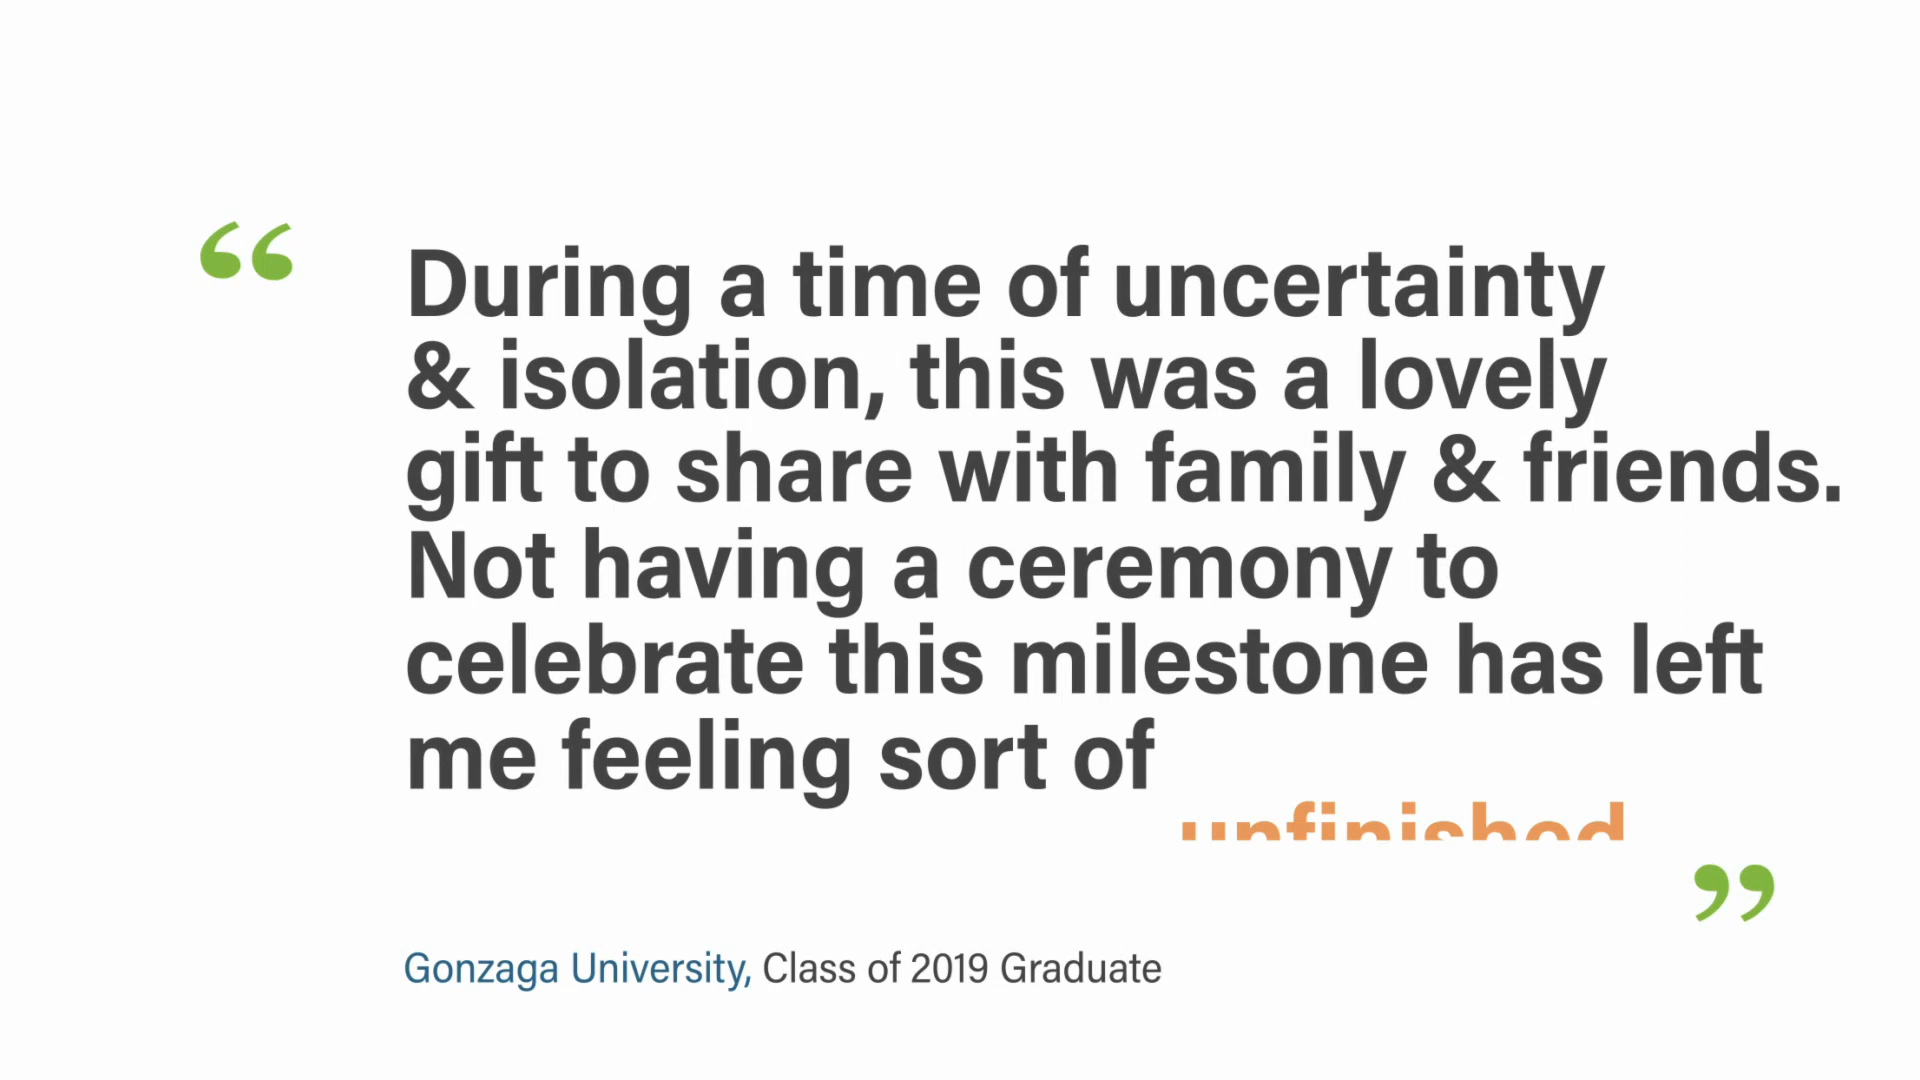 “
During a time of uncertainty
& isolation, this was a lovely
gift to share with family & friends.
Not having a ceremony to
celebrate this milestone has left
me feeling sort of
unfinished
”
Gonzaga University, Class of 2019 Graduate